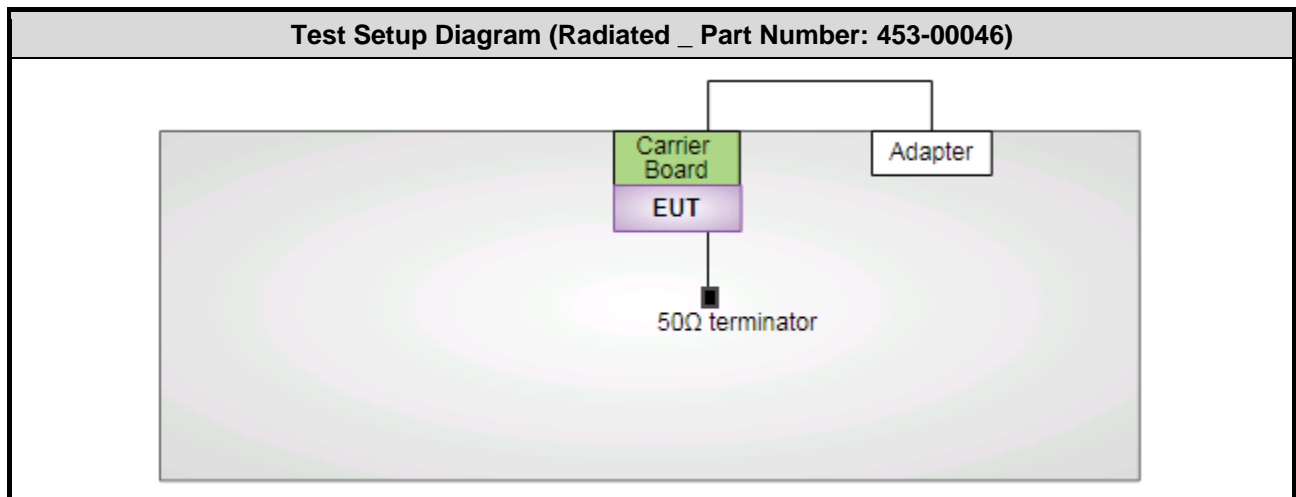 Test Setup Diagram (Radiated _ Part Number: 453-00046)
Carrier
Board
Adapter
EUT
50Ω terminator